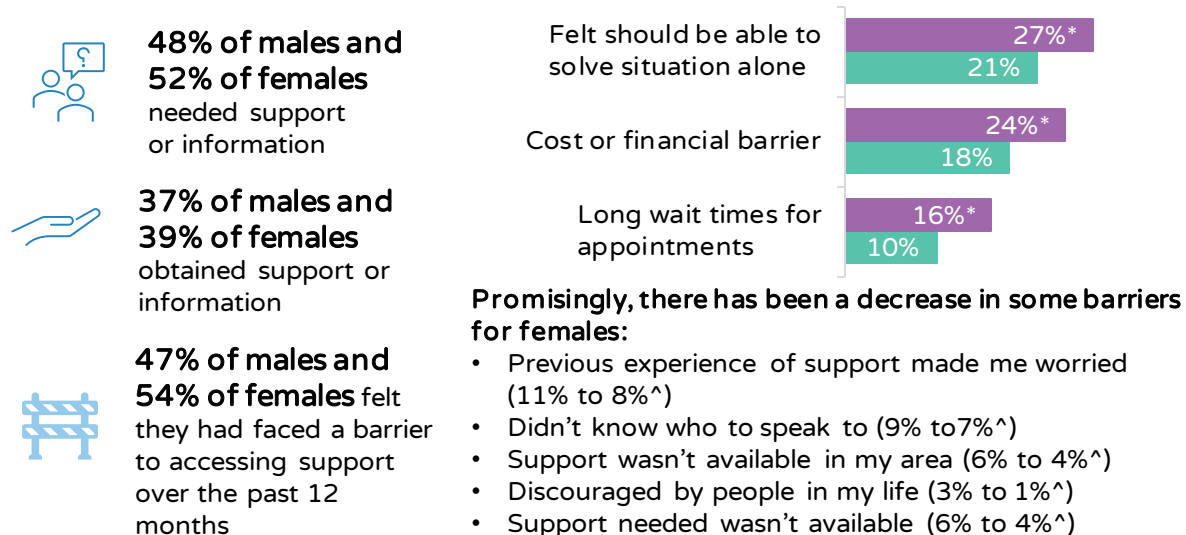 48% of males and
52% of females
needed support
or information
37% of males and
39% of females
obtained support or
information
47% of males and
54% of females felt
they had faced a barrier
to accessing support
over the past 12
months
Felt should be able to
solve situation alone
27%*
21%
Cost or financial barrier
24%*
18%
Long wait times for
appointments
16%*
10%
Promisingly, there has been a decrease in some barriers
for females:
• Previous experience of support made me worried
(11% to 8%^)
• Didn't know who to speak to (9% to7%^)
• Support wasn't available in my area (6% to 4%^)
• Discouraged by people in my life (3% to 1%^)
• Support needed wasn't available (6% to 4%^)